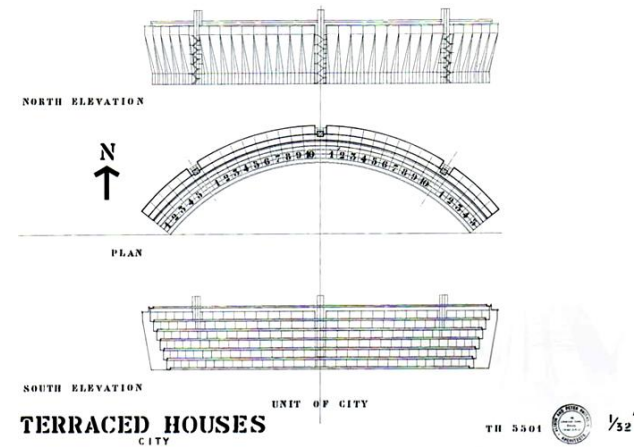 NORTH ELEVATION
N
1 2 3 4 5 1 2 3 4 5 6 7 8 9 10 1 2 3 4 5 6 7 8 9 10 1 2 3 4 5
PLAN
SOUTH ELEVATION
UNIT OF CITY
TERRACED HOUSES
CITY
TH 5501
ARCHITECTS
1/32"